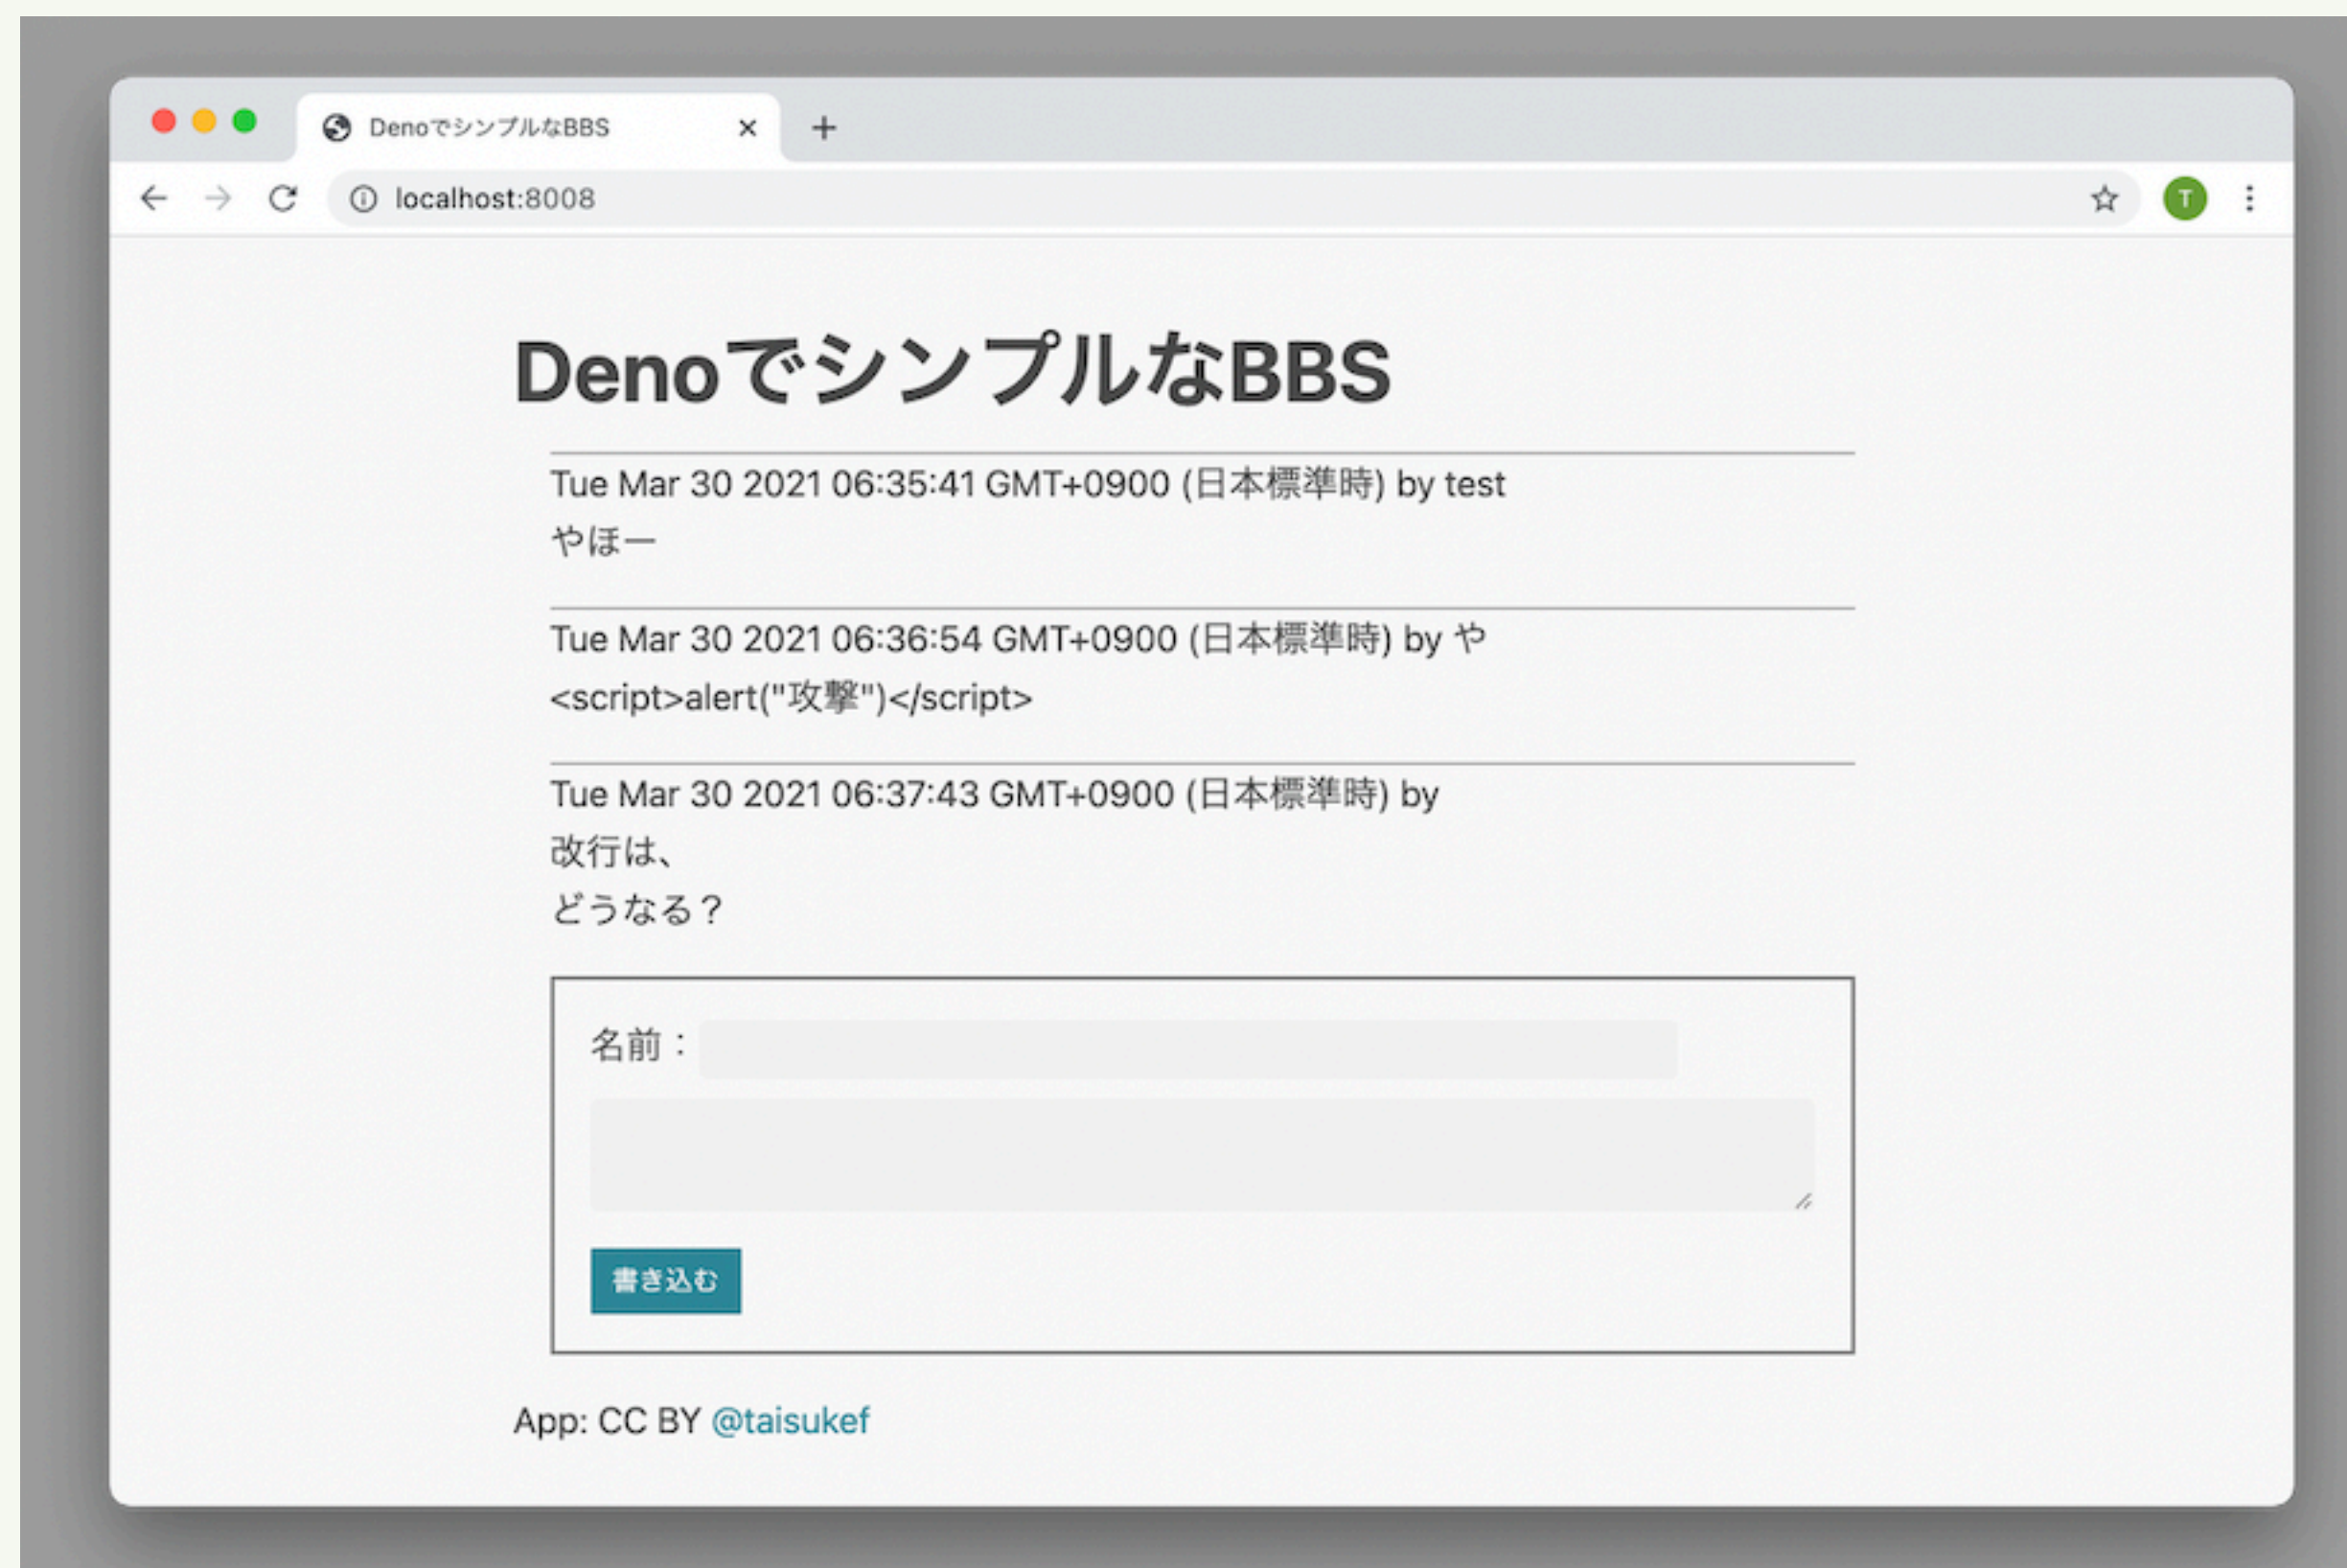 DenoでシンプルなBBS
localhost:8008
T
DenoでシンプルなBBS
Tue Mar 30 2021 06:35:41 GMT+0900 (日本標準時) by test
やほー
Tue Mar 30 2021 06:36:54 GMT+0900 (日本標準時) by や
<script>alert("攻撃")</script>
Tue Mar 30 2021 06:37:43 GMT+0900 (日本標準時) by
改行は、
どうなる？
名前：
書き込む
App: CC BY @taisukef